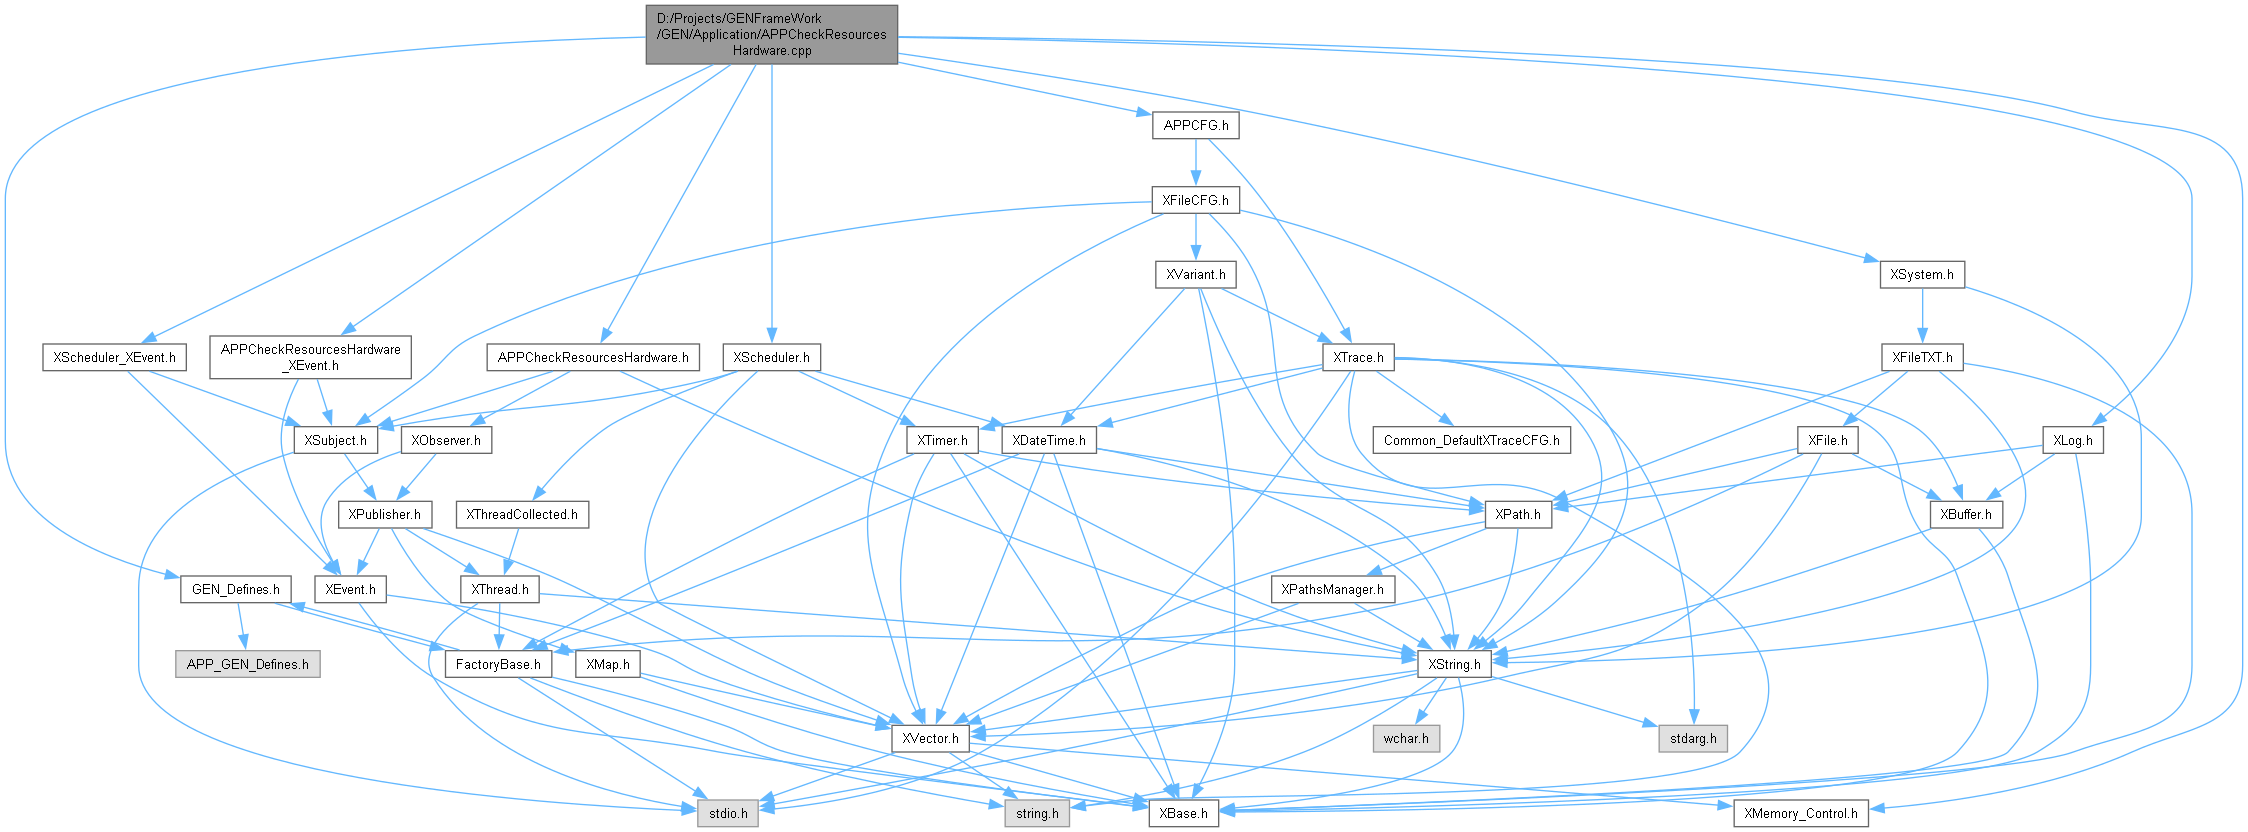 D:/Projects/GENFrameWork
/GEN/Application/APPCheckResources
Hardware.cpp
APPCFG.h
XFileCFG.h
XVariant.h
XSystem.h
XScheduler_XEvent.h
APPCheckResourcesHardware
_XEvent.h
APPCheckResourcesHardware.h
XScheduler.h
XTrace.h
XFileTXT.h
XSubject.h
XObserver.h
XTimer.h
XDateTime.h
Common_DefaultXTraceCFG.h
XFile.h
XLog.h
XPublisher.h
XThreadCollected.h
XPath.h
XBuffer.h
GEN_Defines.h
XEvent.h
XThread.h
XPathsManager.h
APP_GEN_Defines.h
FactoryBase.h
XMap.h
XString.h
XVector.h
wchar.h
stdarg.h
stdio.h
string.h
XBase.h
XMemory_Control.h